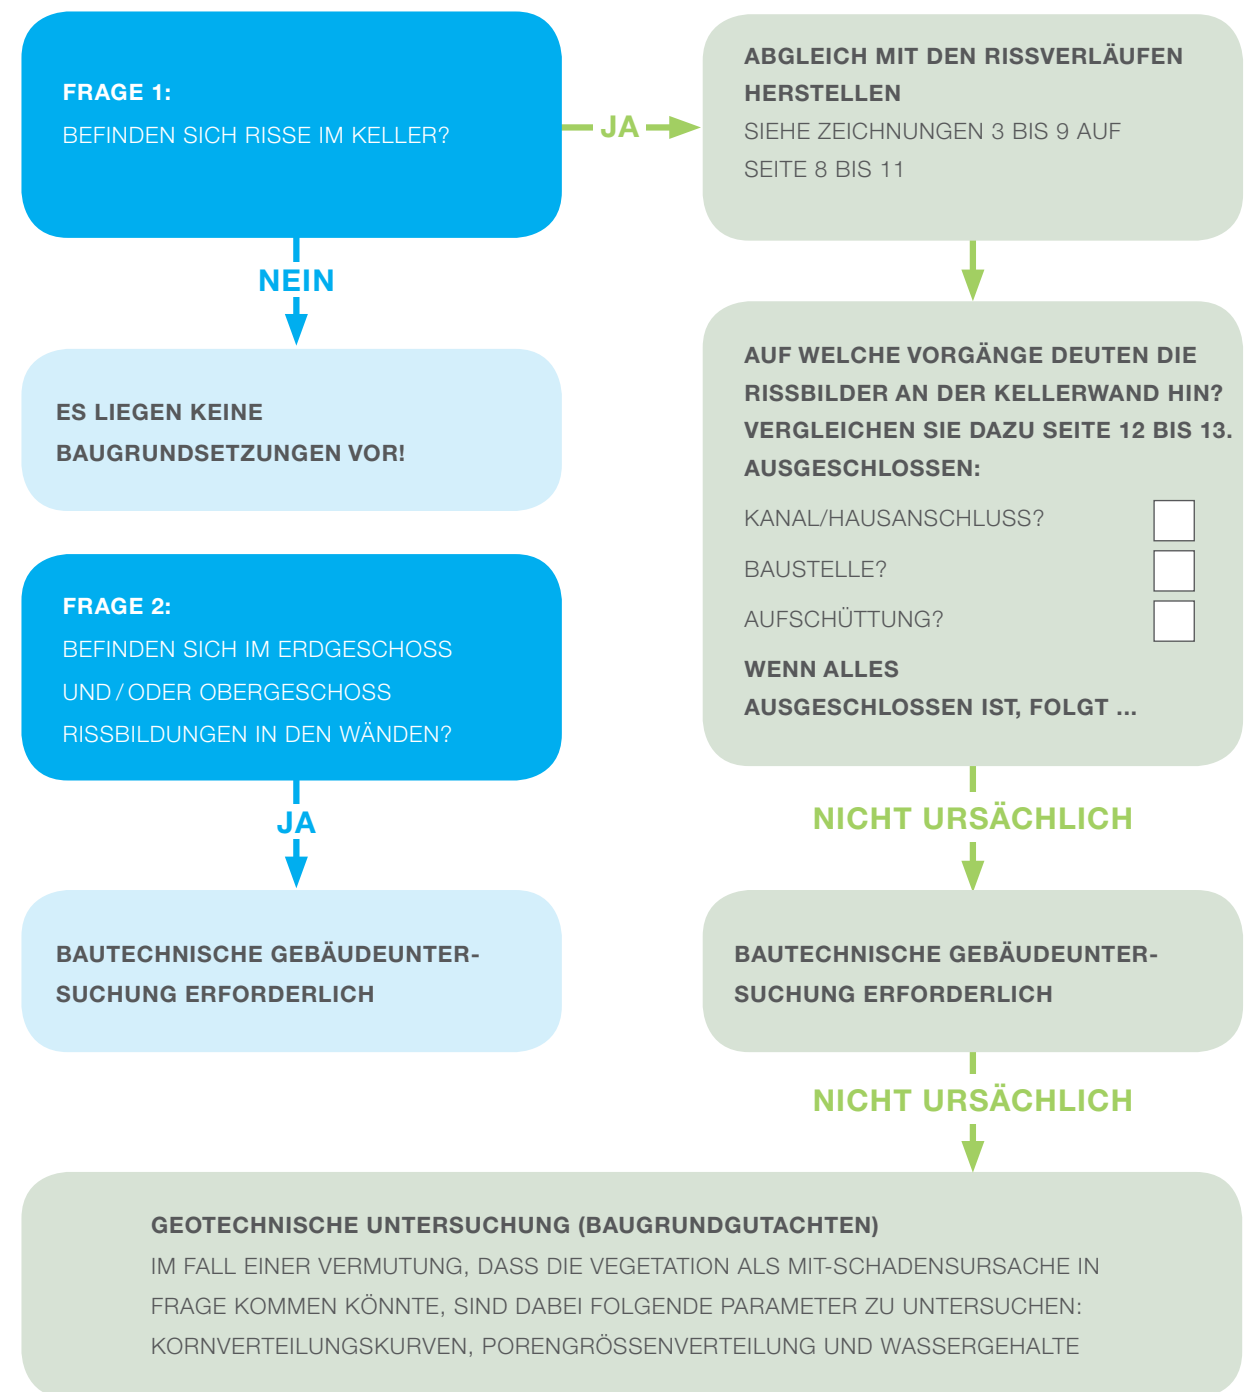 FRAGE 1:
BEFINDEN SICH RISSE IM KELLER?
JA
ABGLEICH MIT DEN RISSVERLÄUFEN
HERSTELLEN
SIEHE ZEICHNUNGEN 3 BIS 9 AUF
SEITE 8 BIS 11
NEIN
ES LIEGEN KEINE
BAUGRUNDSETZUNGEN VOR!
AUF WELCHE VORGÄNGE DEUTEN DIE
RISSBILDER AN DER KELLERWAND HIN?
VERGLEICHEN SIE DAZU SEITE 12 BIS 13.
AUSGESCHLOSSEN:
KANAL/HAUSANSCHLUSS?
BAUSTELLE?
AUFSCHÜTTUNG?
WENN ALLES
AUSGESCHLOSSEN IST, FOLGT ...
FRAGE 2:
BEFINDEN SICH IM ERDGESCHOSS
UND / ODER OBERGESCHOSS
RISSBILDUNGEN IN DEN WÄNDEN?
JA
BAUTECHNISCHE GEBÄUDEUNTER-
SUCHUNG ERFORDERLICH
NICHT URSÄCHLICH
BAUTECHNISCHE GEBÄUDEUNTER-
SUCHUNG ERFORDERLICH
NICHT URSÄCHLICH
GEOTECHNISCHE UNTERSUCHUNG (BAUGRUNDGUTACHTEN)
IM FALL EINER VERMUTUNG, DASS DIE VEGETATION ALS MIT-SCHADENSURSACHE IN
FRAGE KOMMEN KÖNNTE, SIND DABEI FOLGENDE PARAMETER ZU UNTERSUCHEN:
KORNVERTEILUNGSKURVEN, PORENGRÖSSENVERTEILUNG UND WASSERGEHALTE